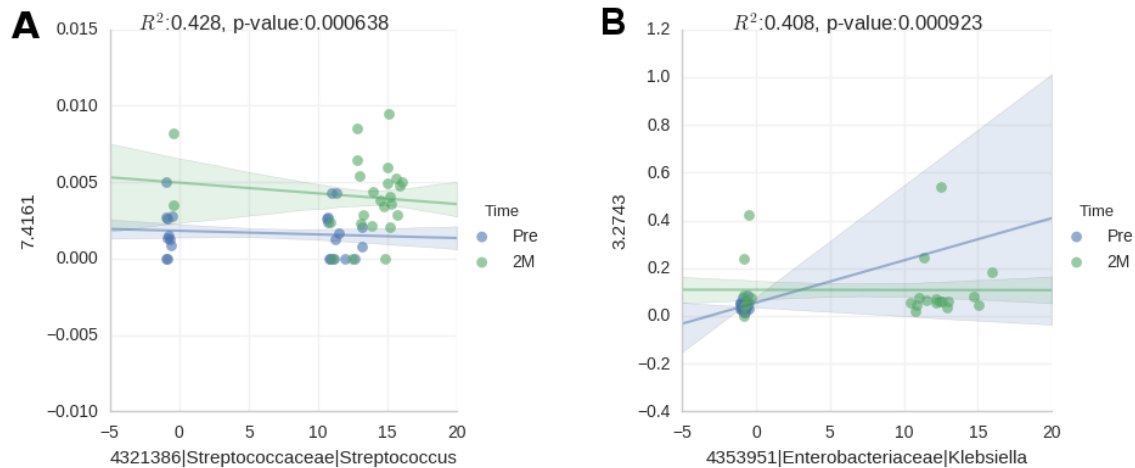 A
R²:0.428, p-value:0.000638
0.015
0.010
0.005
0.000
−0.005
−0.010
7.4161
−5 0 5 10 15 20
4321386|Streptococcaceae|Streptococcus
Time
Pre
2M
B
R²:0.408, p-value:0.000923
1.2
1.0
0.8
0.6
0.4
0.2
0.0
−0.2
−0.4
3.2743
−5 0 5 10 15 20
4353951|Enterobacteriaceae|Klebsiella
Time
Pre
2M